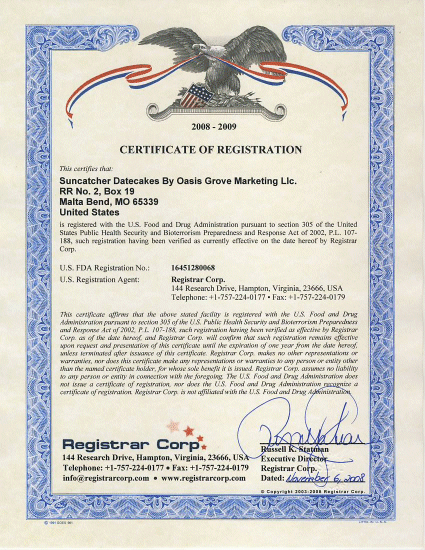 2008 - 2009
CERTIFICATE OF REGISTRATION
This certifies that:
Suncatcher Datecakes By Oasis Grove Marketing Llc.
RR No. 2, Box 19
Malta Bend, MO 65339
United States
is registered with the U.S. Food and Drug Administration pursuant to section 305 of the United
States Public Health Security and Bioterrorism Preparedness and Response Act of 2002, P.L. 107-
188, such registration having been verified as currently effective on the date hereof by Registrar
Corp.
U.S. FDA Registration No.: 16451280068
U.S. Registration Agent: Registrar Corp.
144 Research Drive, Hampton, Virginia, 23666, USA
Telephone: +1-757-224-0177 • Fax: +1-757-224-0179
This certificate affirms that the above stated facility is registered with the U.S. Food and Drug
Administration pursuant to section 305 of the U.S. Public Health Security and Bioterrorism Preparedness
and Response Act of 2002, P.L. 107-188, such registration having been verified as effective by Registrar
Corp. as of the date hereof, and Registrar Corp. will confirm that such registration remains effective
upon request and presentation of this certificate until the expiration of one year from the date hereof,
unless terminated after issuance of this certificate. Registrar Corp. makes no other representations or
warranties, nor does this certificate make any representations or warranties to any person or entity other
than the named certificate holder, for whose sole benefit it is issued. Registrar Corp. assumes no liability
to any person or entity in connection with the foregoing. The U.S. Food and Drug Administration does
not issue a certificate of registration, nor does the U.S. Food and Drug Administration recognize a
certificate of registration. Registrar Corp. is not affiliated with the U.S. Food and Drug Administration.
Registrar Corp.
144 Research Drive, Hampton, Virginia, 23666, USA
Telephone: +1-757-224-0177 • Fax: +1-757-224-0179
info@registrarcorp.com • www.registrarcorp.com
Russell K. Statman
Executive Director
Registrar Corp.
Dated: November 6, 2008
© Copyright 2003-2008 Registrar Corp.